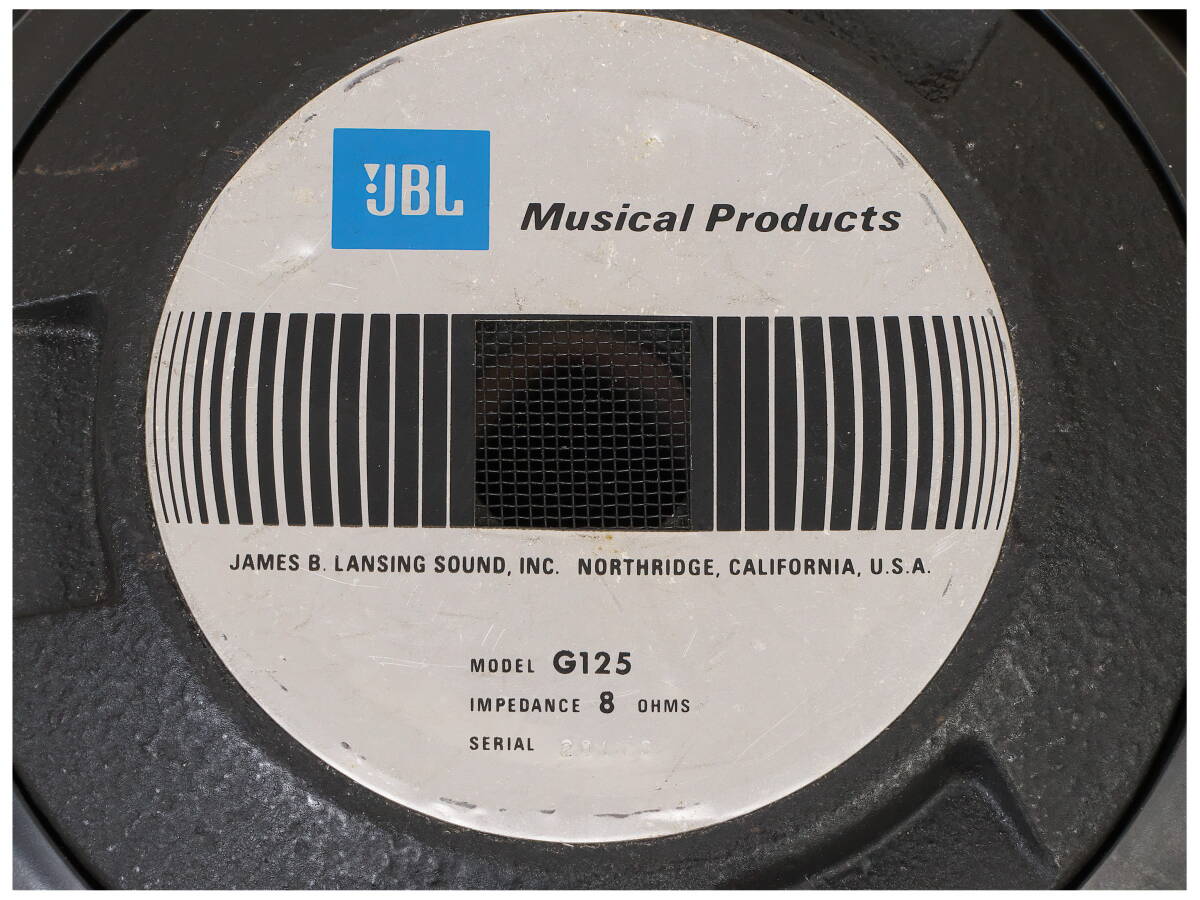 JBL
Musical Products
JAMES B. LANSING SOUND, INC. NORTHRIDGE, CALIFORNIA, U.S.A.
MODEL G125
IMPEDANCE 8 OHMS
SERIAL